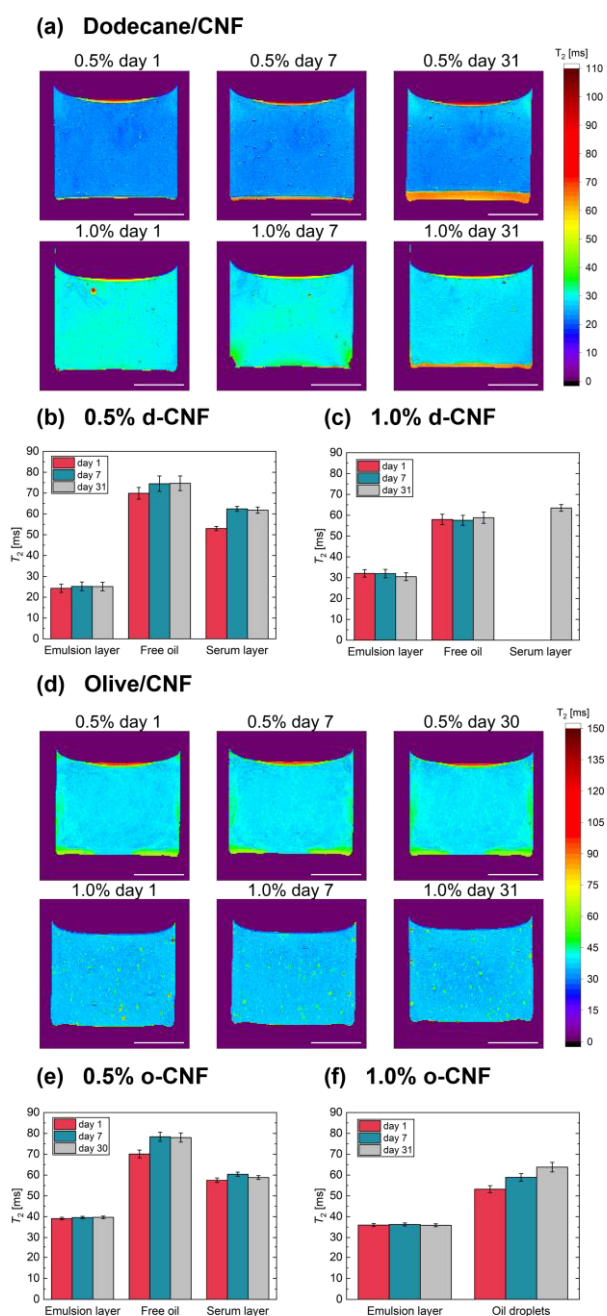 (a) Dodecane/CNF
0.5% day 1
0.5% day 7
0.5% day 31
T2 [ms]
110
100
90
80
70
60
50
40
30
20
10
0
1.0% day 1
1.0% day 7
1.0% day 31
(b) 0.5% d-CNF
(c) 1.0% d-CNF
90
80
70
60
50
40
30
20
10
0
T2 [ms]
day 1
day 7
day 31
Emulsion layer Free oil Serum layer
90
80
70
60
50
40
30
20
10
0
T2 [ms]
day 1
day 7
day 31
Emulsion layer Free oil Serum layer
(d) Olive/CNF
0.5% day 1
0.5% day 7
0.5% day 30
T2 [ms]
150
135
120
105
90
75
60
45
30
15
0
1.0% day 1
1.0% day 7
1.0% day 31
(e) 0.5% o-CNF
(f) 1.0% o-CNF
90
80
70
60
50
40
30
20
10
0
T2 [ms]
day 1
day 7
day 30
Emulsion layer Free oil Serum layer
90
80
70
60
50
40
30
20
10
0
T2 [ms]
day 1
day 7
day 31
Emulsion layer Oil droplets